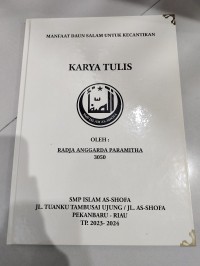 MANFAAT DAUN SALAM UNTUK KECANTIKAN
KARYA TULIS
OLEH :
RADJA ANGGARDA PARAMITHA
3050
SMP ISLAM AS-SHOFA
JL. TUANKU TAMBUSAI UJUNG / JL. AS-SHOFA
PEKANBARU - RIAU
TP. 2023- 2024